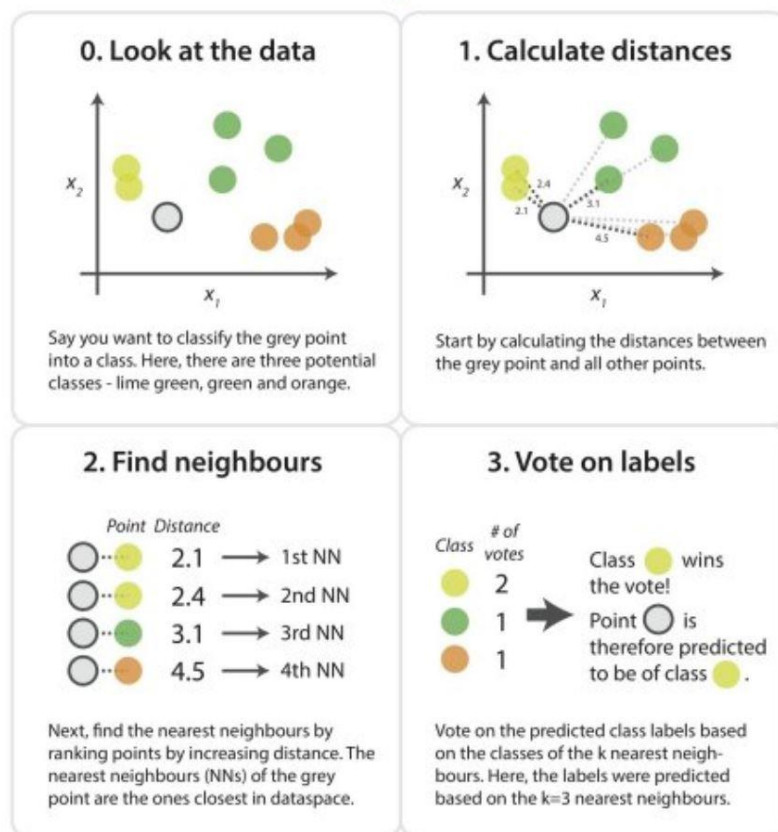 0. Look at the data
x2
x1
Say you want to classify the grey point
into a class. Here, there are three potential
classes - lime green, green and orange.
1. Calculate distances
x2
2.4
2.1
3.1
4.5
x1
Start by calculating the distances between
the grey point and all other points.
2. Find neighbours
Point Distance
2.1 1st NN
2.4 2nd NN
3.1 3rd NN
4.5 4th NN
Next, find the nearest neighbours by
ranking points by increasing distance. The
nearest neighbours (NNs) of the grey
point are the ones closest in dataspace.
3. Vote on labels
Class # of votes
2
1
1
Class wins
the vote!
Point is
therefore predicted
to be of class .
Vote on the predicted class labels based
on the classes of the k nearest neigh-
bours. Here, the labels were predicted
based on the k=3 nearest neighbours.